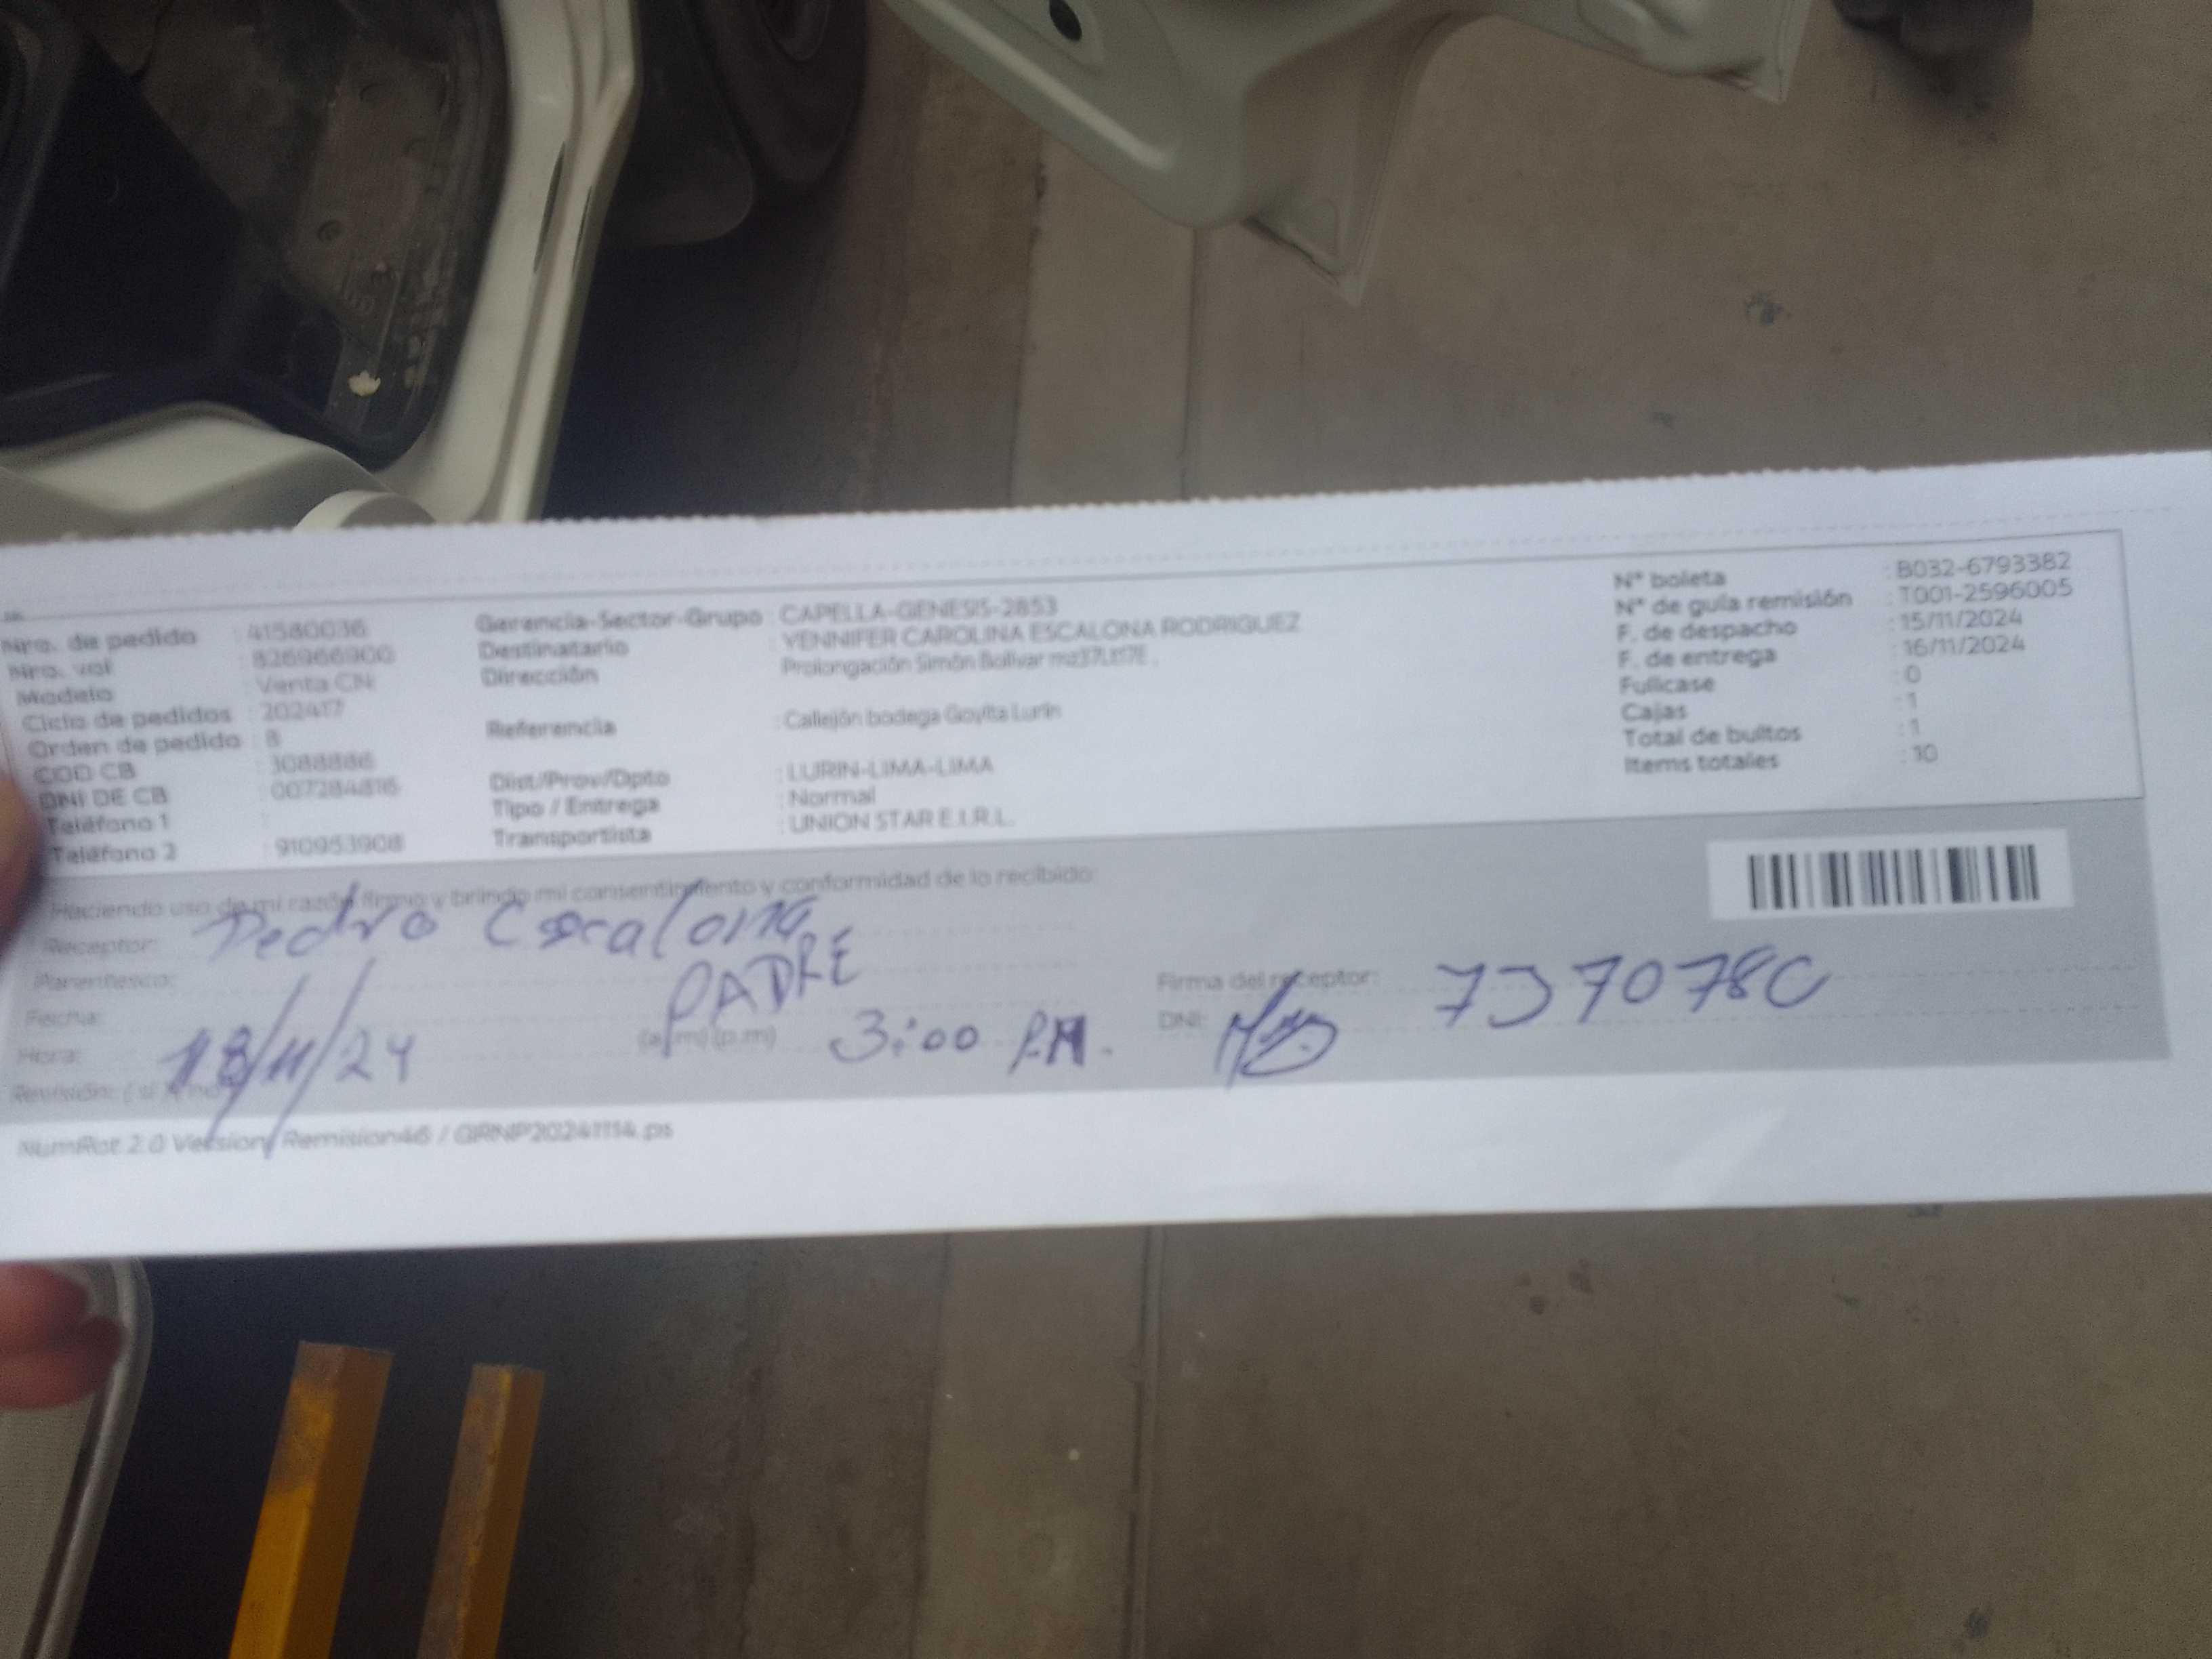 Nro. de pedido : 41580036
Nro. vol : 826966900
Modelo : Venta CN
Ciclo de pedidos : 202417
Orden de pedido : 8
COD CB : 3088886
DNI DE CB : 007284816
Teléfono 1 :
Teléfono 2 : 910953908
Gerencia-Sector-Grupo : CAPELLA-GENESIS-2853
Destinatario : YENNIFER CAROLINA ESCALONA RODRIGUEZ
Dirección : Prolongación Simón Bolivar mz37Lt17E ,
Referencia : Callejón bodega Goyita Lurin
Dist/Prov/Dpto : LURIN-LIMA-LIMA
Tipo / Entrega : Normal
Transportista : UNION STAR E.I.R.L.
N° boleta : B032-6793382
N° de guía remisión : T001-2596005
F. de despacho : 15/11/2024
F. de entrega : 16/11/2024
Fullcase : 0
Cajas : 1
Total de bultos : 1
Items totales : 10
Haciendo uso de mi razón firmo y brindo mi consentimiento y conformidad de lo recibido:
Receptor: Pedro Escalona
Parentesco: PADRE
Fecha: 18/11/24
Hora: (a.m) (p.m) 3:00 P.M.
Firma del receptor:
DNI:
Revisión: ( si )( no
NumRot 2.0 Version Remision46 / GRNP20241114.ps